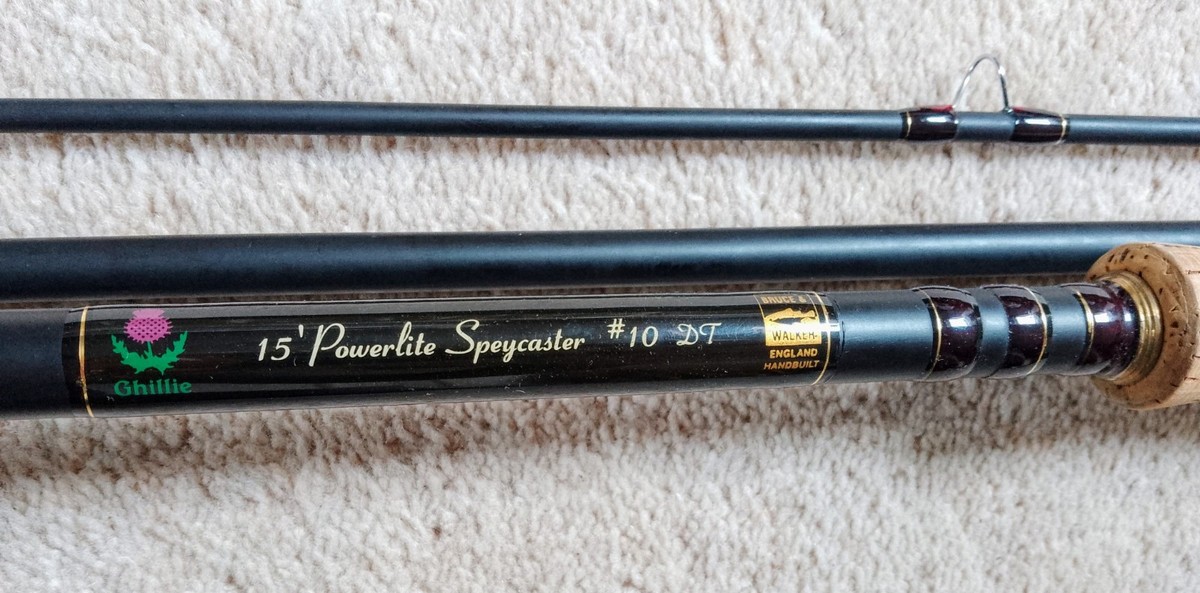 Ghillie
15' Powerlite Speycaster #10 DT
BRUCE &
WALKER
ENGLAND
HANDBUILT